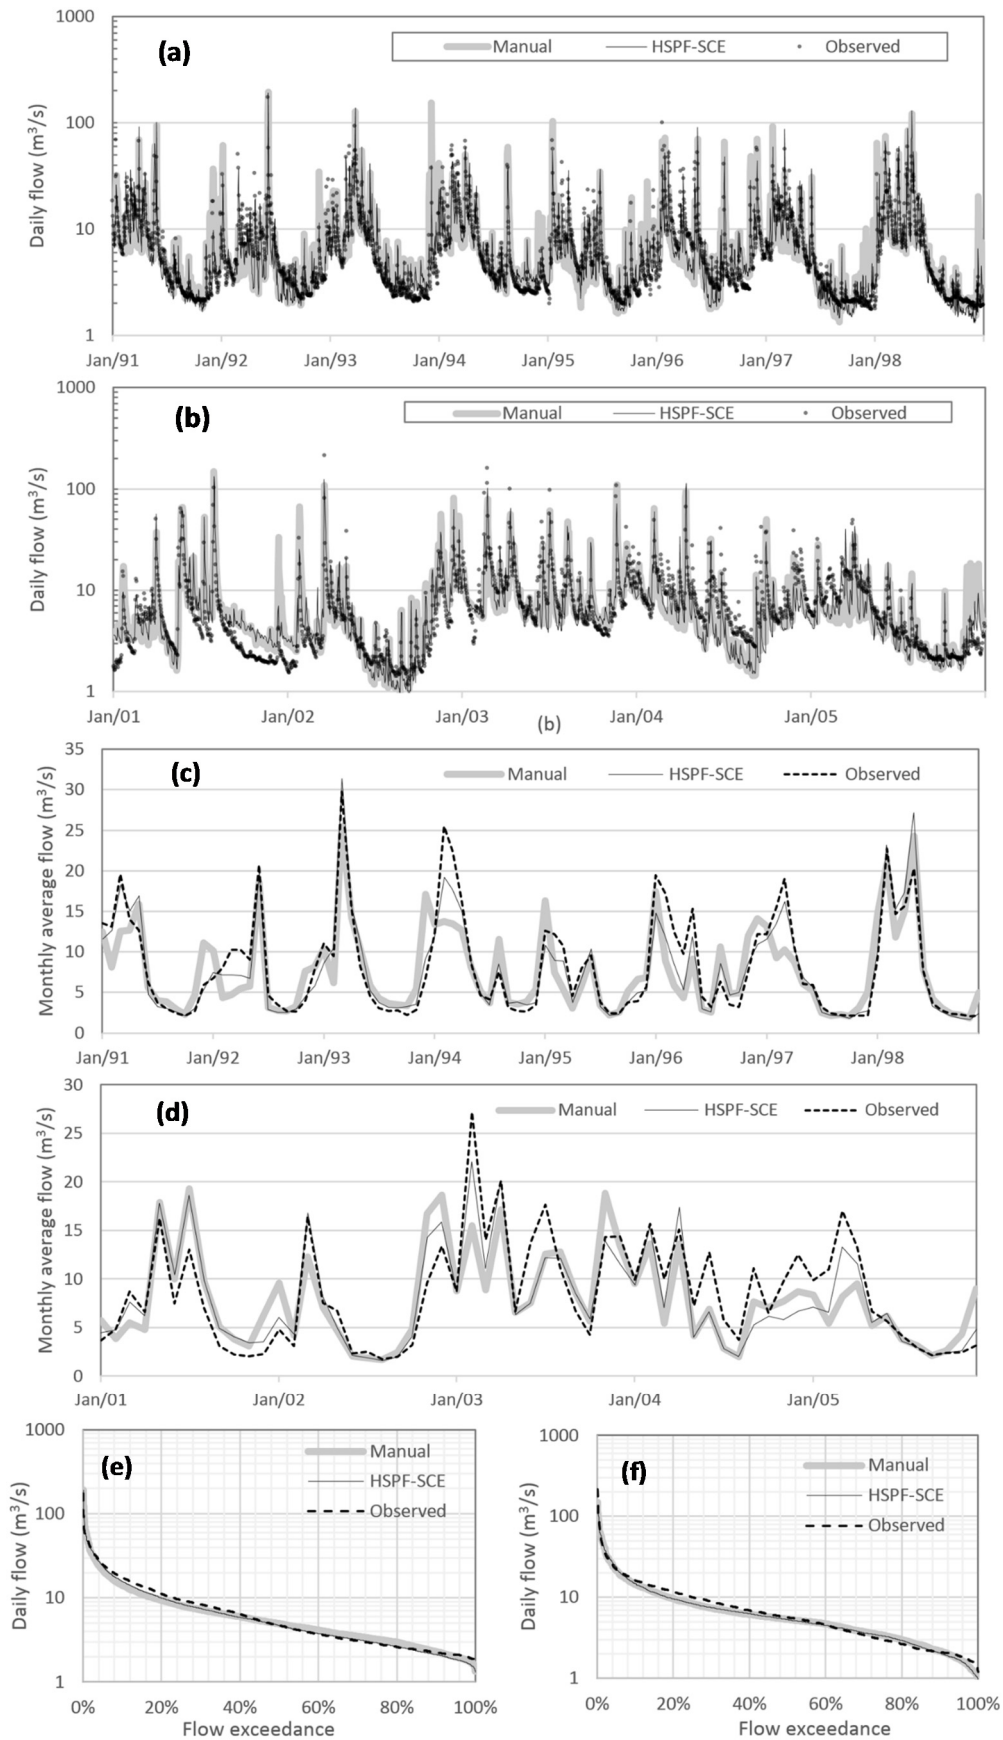 1000
(a)
Manual HSPF-SCE Observed
100
Daily flow (m³/s)
10
1
Jan/91 Jan/92 Jan/93 Jan/94 Jan/95 Jan/96 Jan/97 Jan/98
1000
(b)
Manual HSPF-SCE Observed
100
Daily flow (m³/s)
10
1
Jan/01 Jan/02 Jan/03 Jan/04 Jan/05
(b)
35
(c)
Manual HSPF-SCE Observed
30
25
Monthly average flow (m³/s)
20
15
10
5
0
Jan/91 Jan/92 Jan/93 Jan/94 Jan/95 Jan/96 Jan/97 Jan/98
30
(d)
Manual HSPF-SCE Observed
25
Monthly average flow (m³/s)
20
15
10
5
0
Jan/01 Jan/02 Jan/03 Jan/04 Jan/05
1000
(e)
Manual
HSPF-SCE
Observed
100
Daily flow (m³/s)
10
1
0% 20% 40% 60% 80% 100%
Flow exceedance
1000
(f)
Manual
HSPF-SCE
Observed
100
Daily flow (m³/s)
10
1
0% 20% 40% 60% 80% 100%
Flow exceedance